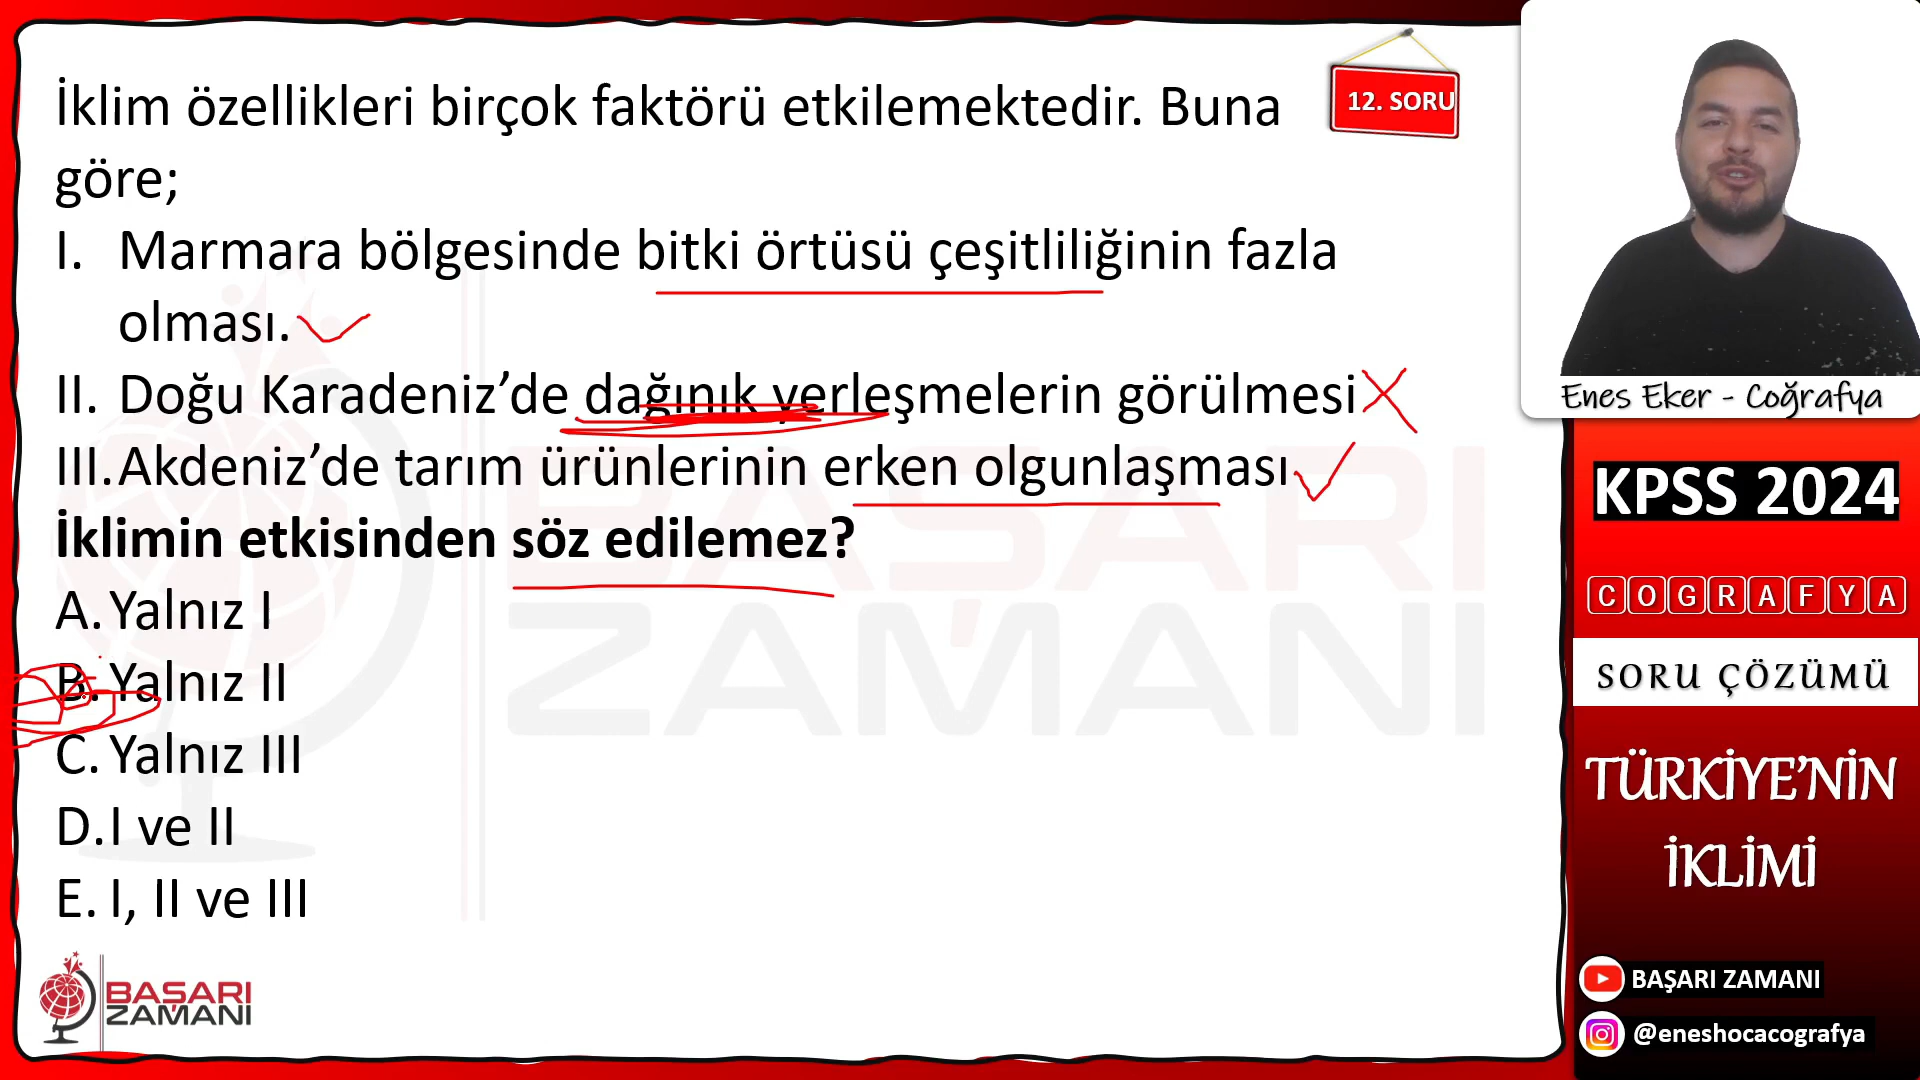 İklim özellikleri birçok faktörü etkilemektedir. Buna
göre;
I. Marmara bölgesinde bitki örtüsü çeşitliliğinin fazla
olması.
II. Doğu Karadeniz’de dağınık yerleşmelerin görülmesi
III. Akdeniz’de tarım ürünlerinin erken olgunlaşması
İklimin etkisinden söz edilemez?
A. Yalnız I
B. Yalnız II
C. Yalnız III
D. I ve II
E. I, II ve III
BAŞARI
ZAMANI
BAŞARI
ZAMANI
12. SORU
Enes Eker - Coğrafya
KPSS 2024
COGRAFYA
SORU ÇÖZÜMÜ
TÜRKİYE’NİN
İKLİMİ
BAŞARI ZAMANI
@eneshocacografya